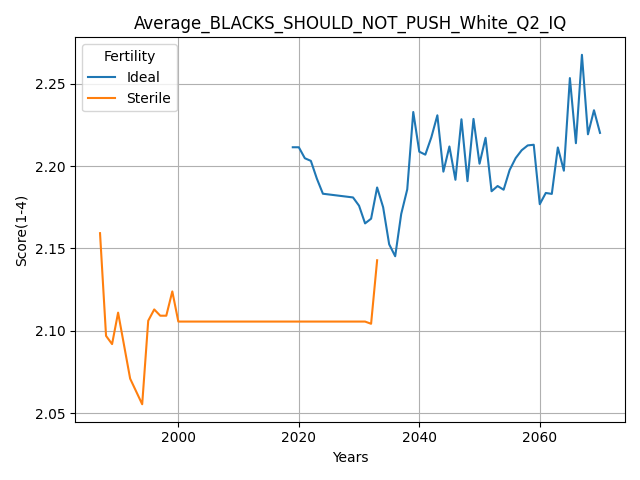 Average_BLACKS_SHOULD_NOT_PUSH_White_Q2_IQ
Fertility
Ideal
Sterile
Score(1-4)
2.25
2.20
2.15
2.10
2.05
2000
2020
2040
2060
Years